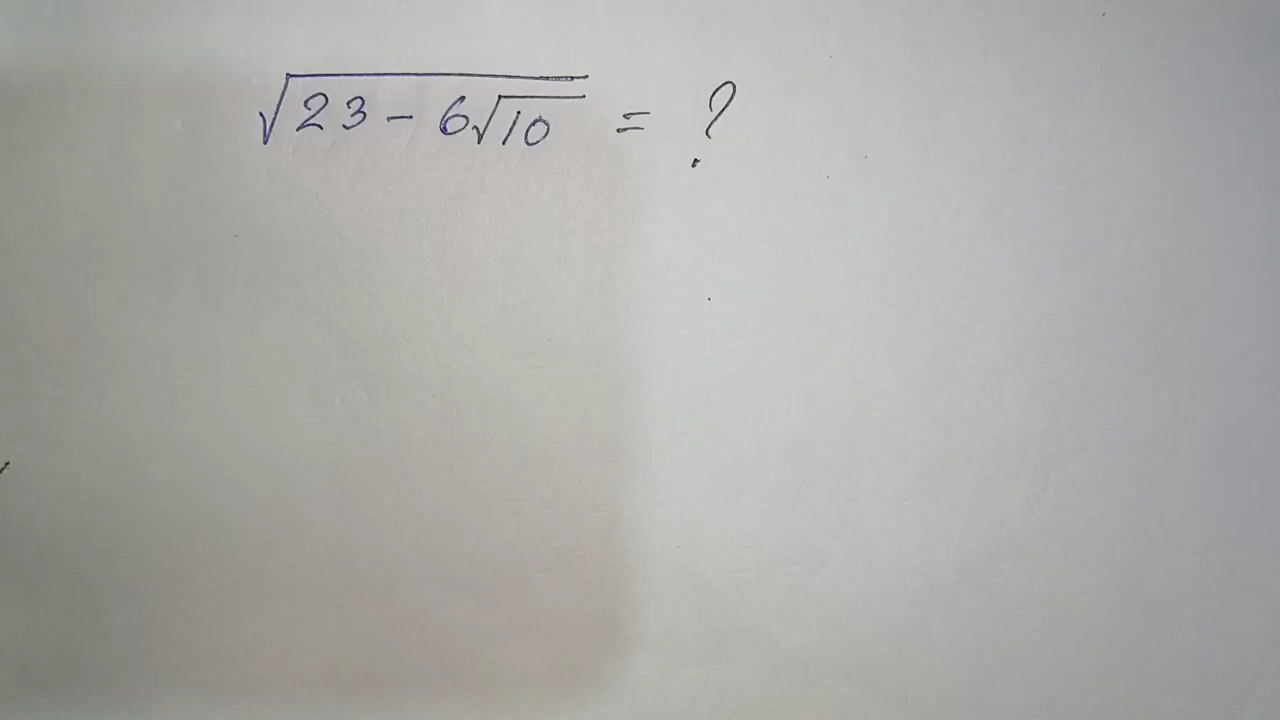 √(23 - 6√10) = ?